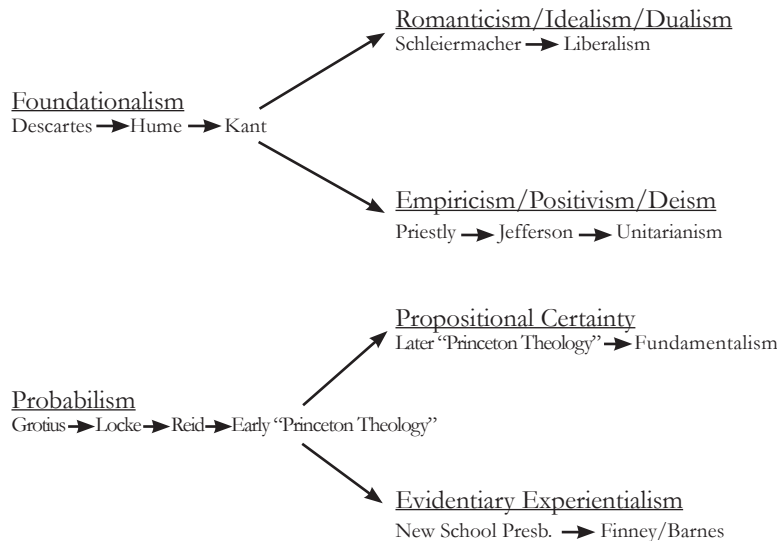 Romanticism/Idealism/Dualism
Schleiermacher → Liberalism
Foundationalism
Descartes → Hume → Kant
Empiricism/Positivism/Deism
Priestly → Jefferson → Unitarianism
Propositional Certainty
Later “Princeton Theology” → Fundamentalism
Probabilism
Grotius → Locke → Reid → Early “Princeton Theology”
Evidentiary Experientialism
New School Presb. → Finney/Barnes